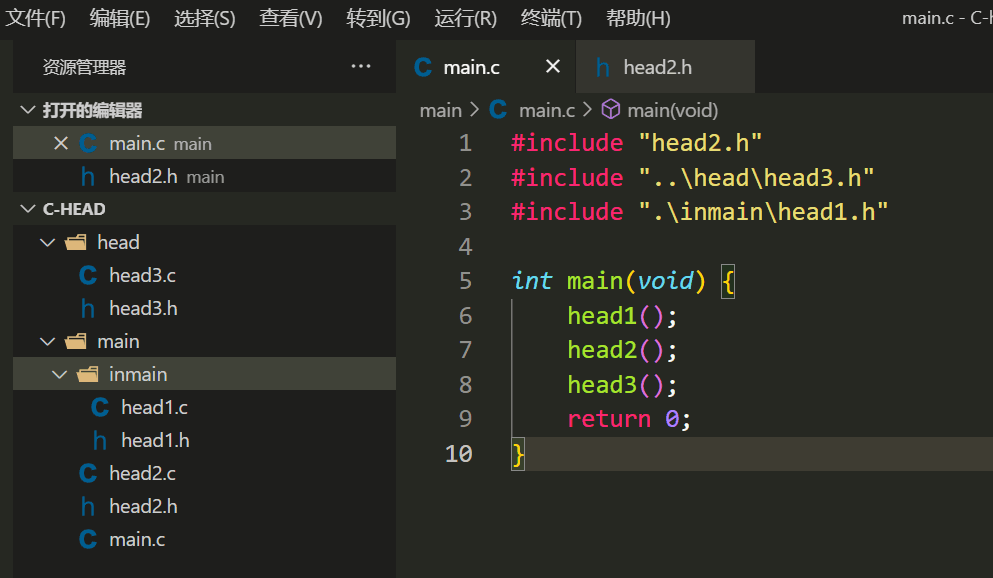 文件(F) 编辑(E) 选择(S) 查看(V) 转到(G) 运行(R) 终端(T) 帮助(H) main.c - C-
资源管理器 ···
打开的编辑器
main.c main
head2.h main
C-HEAD
head
head3.c
head3.h
main
inmain
head1.c
head1.h
head2.c
head2.h
main.c
main.c head2.h
main > main.c > main(void)
1 #include "head2.h"
2 #include "..\head\head3.h"
3 #include ".\inmain\head1.h"
4
5 int main(void) {
6     head1();
7     head2();
8     head3();
9     return 0;
10 }